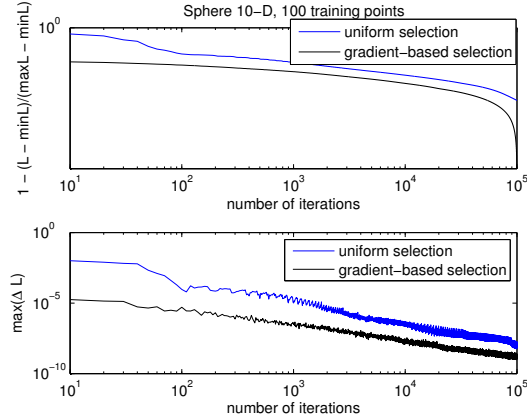 Sphere 10-D, 100 training points
10^0
1 − (L − minL)/(maxL − minL)
uniform selection
gradient−based selection
10^1 10^2 10^3 10^4 10^5
number of iterations
10^0
10^−5
10^−10
max(Δ L)
uniform selection
gradient−based selection
10^1 10^2 10^3 10^4 10^5
number of iterations